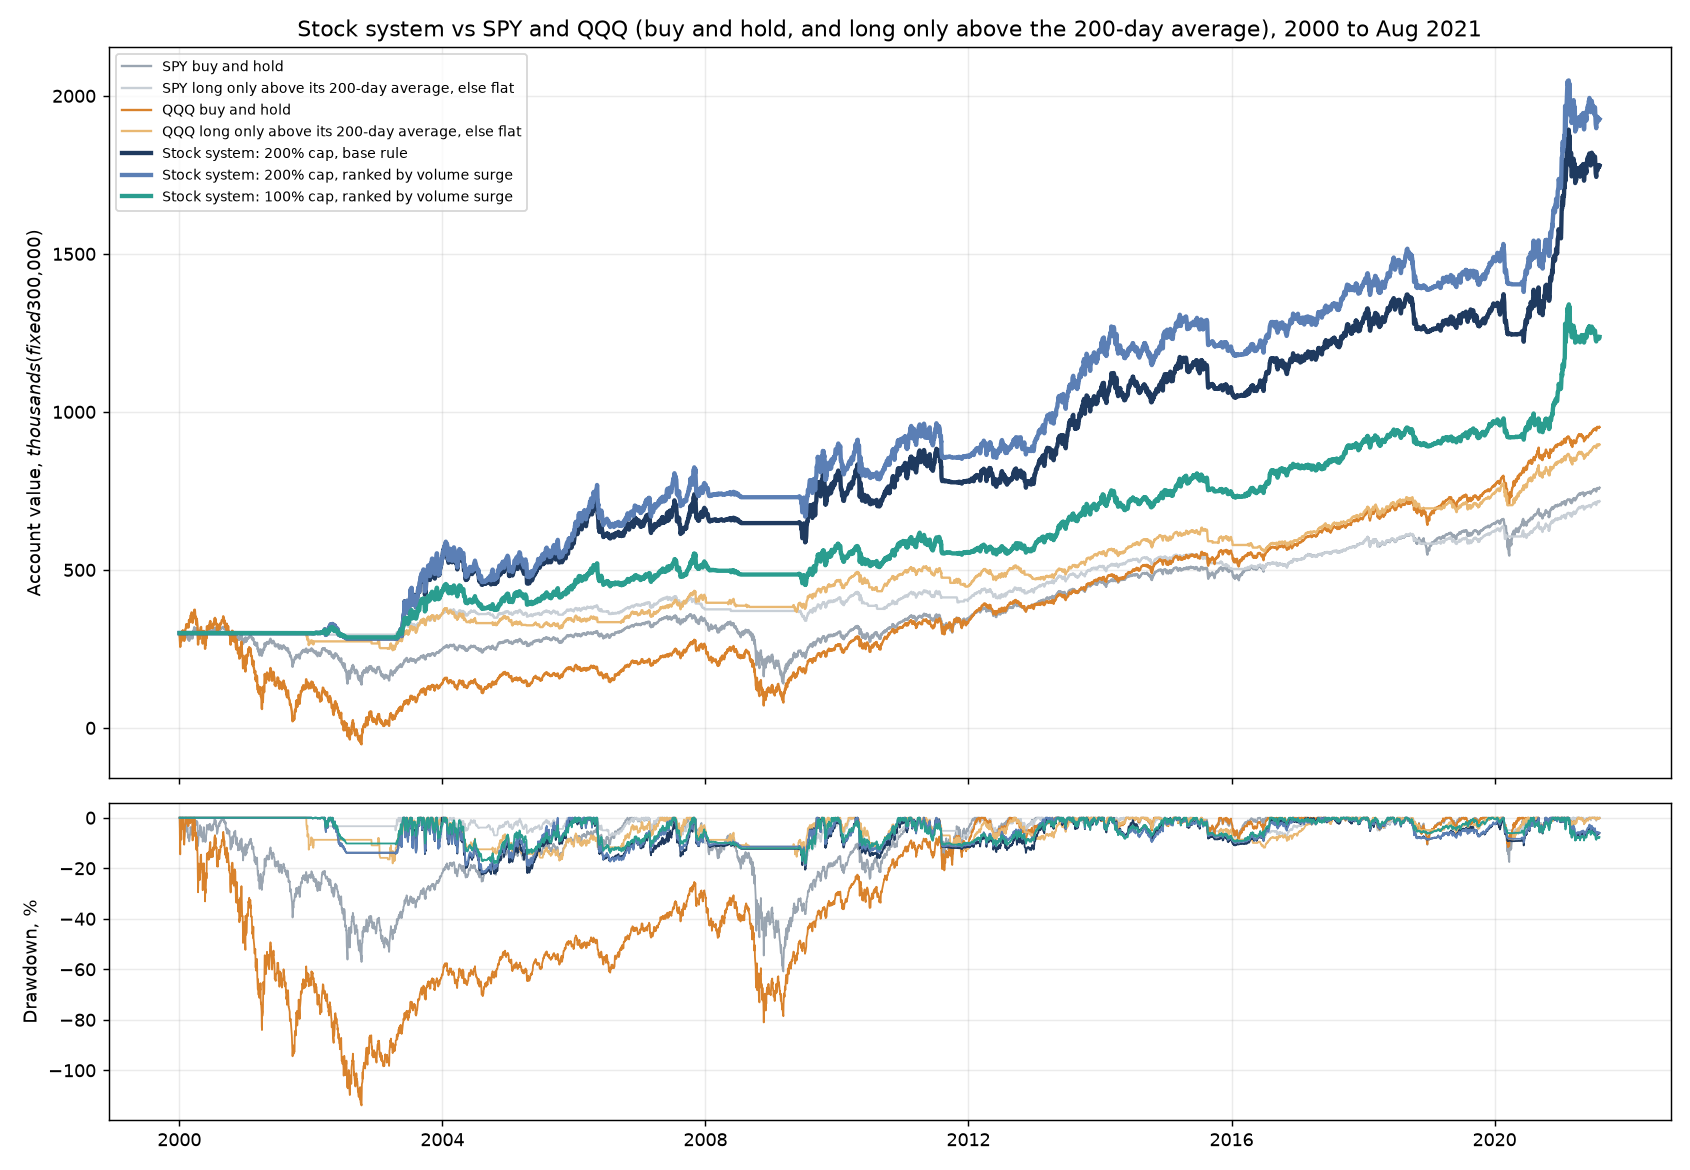 Stock system vs SPY and QQQ (buy and hold, and long only above the 200-day average), 2000 to Aug 2021
SPY buy and hold
SPY long only above its 200-day average, else flat
QQQ buy and hold
QQQ long only above its 200-day average, else flat
Stock system: 200% cap, base rule
Stock system: 200% cap, ranked by volume surge
Stock system: 100% cap, ranked by volume surge
Account value, thousands(fixed300,000)
2000
1500
1000
500
0
Drawdown, %
0
−20
−40
−60
−80
−100
2000 2004 2008 2012 2016 2020